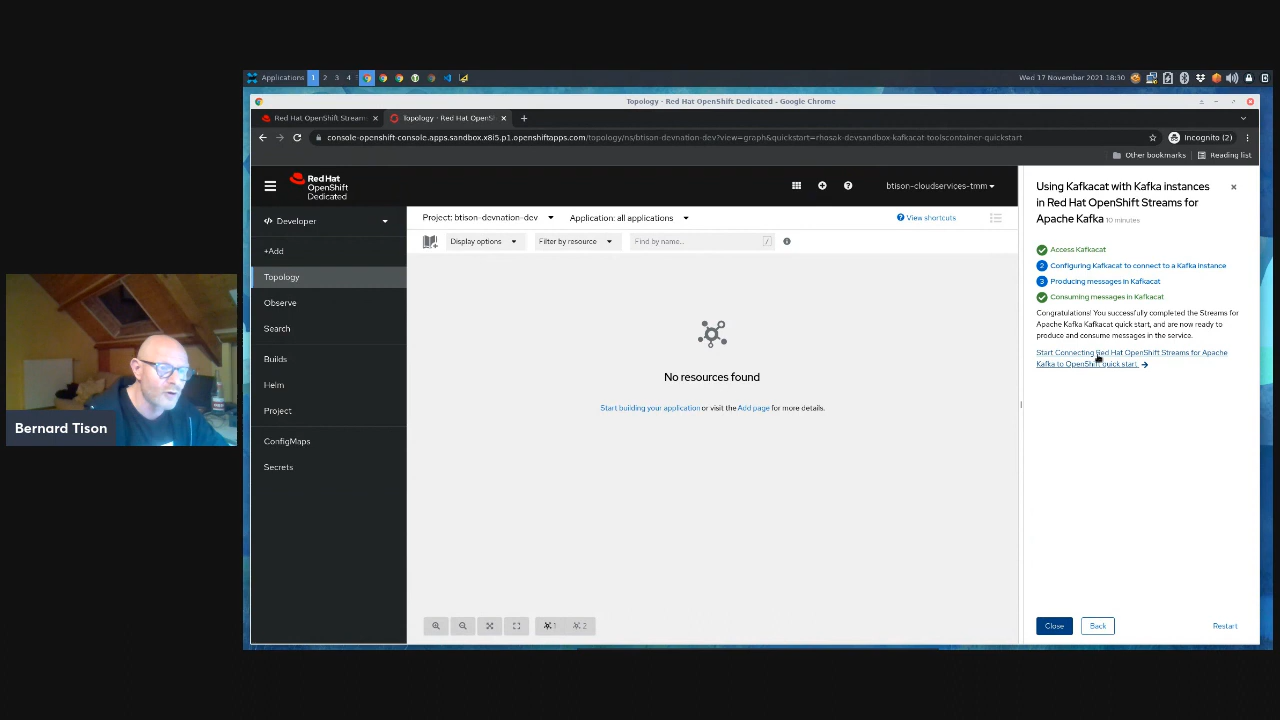 Applications 1 2 3 4
Wed 17 November 2021 18:30
Topology · Red Hat OpenShift Dedicated - Google Chrome
Red Hat OpenShift Stream
Topology · Red Hat OpenSh
console-openshift-console.apps.sandbox.x8i5.p1.openshiftapps.com/topology/ns/btison-devnation-dev?view=graph&quickstart=rhosak-devsandbox-kafkacat-toolscontainer-quickstart
Incognito (2)
Other bookmarks
Reading list
Red Hat
OpenShift
Dedicated
btison-cloudservices-tmm
Developer
+Add
Topology
Observe
Search
Builds
Helm
Project
ConfigMaps
Secrets
Project: btison-devnation-dev
Application: all applications
View shortcuts
Display options
Filter by resource
Find by name...
/
No resources found
Start building your application or visit the Add page for more details.
1
2
Using Kafkacat with Kafka instances
in Red Hat OpenShift Streams for
Apache Kafka 10 minutes
Access Kafkacat
2 Configuring Kafkacat to connect to a Kafka instance
3 Producing messages in Kafkacat
Consuming messages in Kafkacat
Congratulations! You successfully completed the Streams for
Apache Kafka Kafkacat quick start, and are now ready to
produce and consume messages in the service.
Start Connecting Red Hat OpenShift Streams for Apache
Kafka to OpenShift quick start
Close
Back
Restart
Bernard Tison